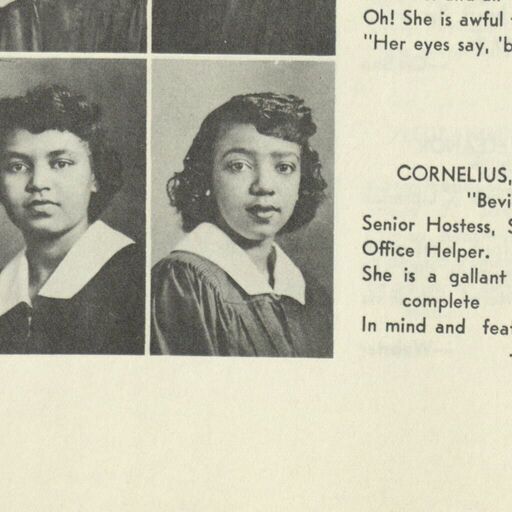 Oh! She is awful
"Her eyes say, 'b
CORNELIUS,
"Bevi
Senior Hostess, S
Office Helper.
She is a gallant
complete
In mind and feat